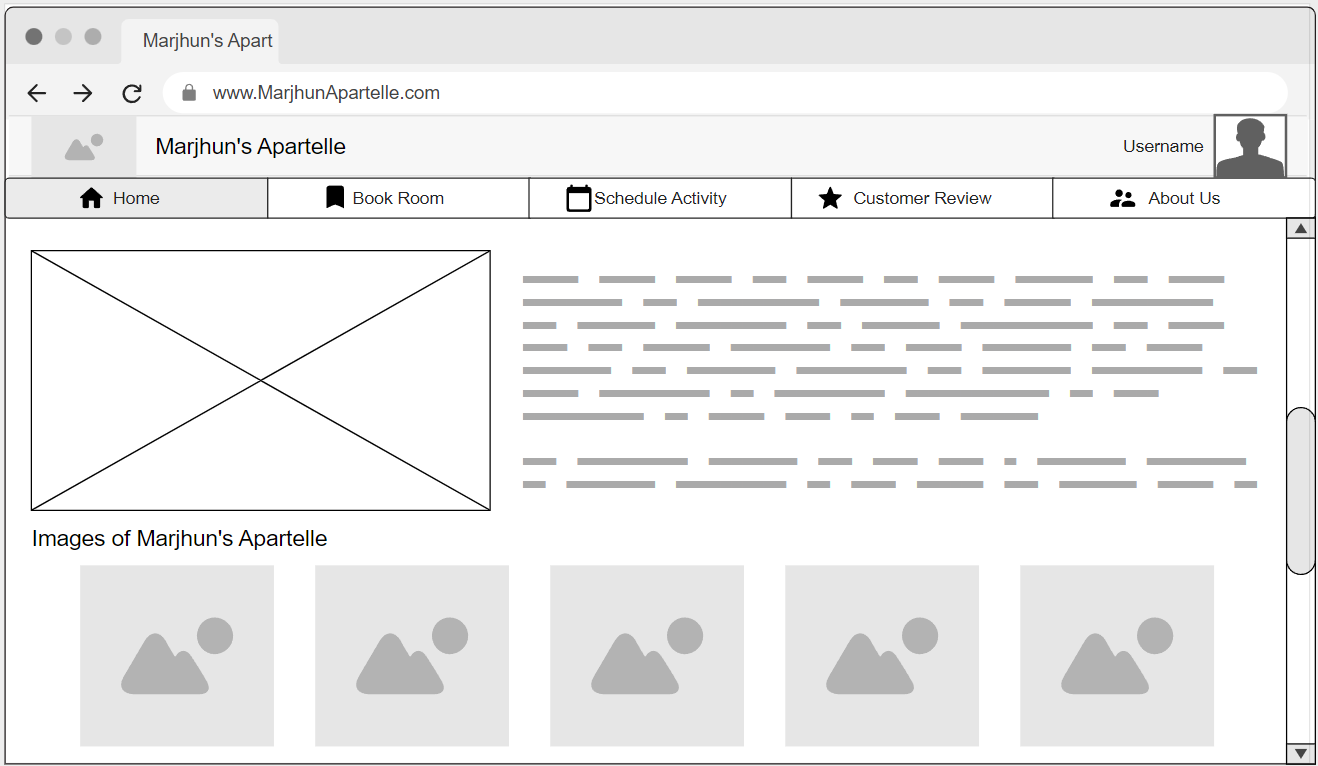 Marjhun's Apart
www.MarjhunApartelle.com
Marjhun's Apartelle
Username
Home
Book Room
Schedule Activity
Customer Review
About Us
Images of Marjhun's Apartelle